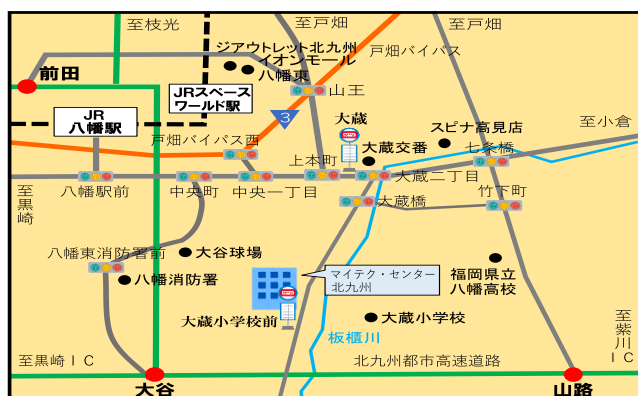 至枝光
至戸畑
至戸畑
ジアウトレット北九州
イオンモール
八幡東
戸畑バイパス
前田
JRスペース
ワールド駅
山王
3
JR
八幡駅
大蔵
スピナ高見店
至小倉
戸畑バイパス西
大蔵交番
上本町
七条橋
至黒崎
八幡駅前
中央町
中央一丁目
大蔵二丁目
大蔵橋
竹下町
八幡東消防署前
大谷球場
八幡消防署
マイテク・センター
北九州
福岡県立
八幡高校
大蔵小学校前
大蔵小学校
板櫃川
至紫川IC
至黒崎IC
北九州都市高速道路
大谷
山路